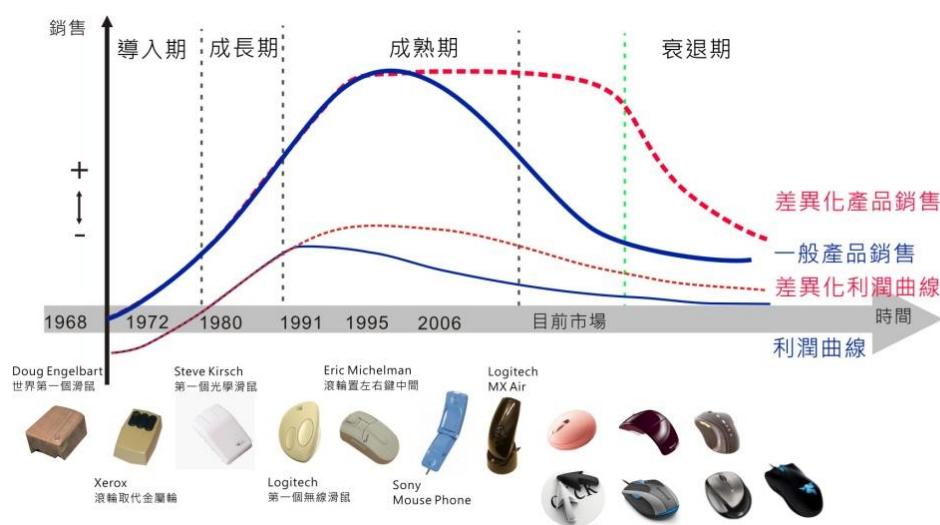 銷售
導入期
成長期
成熟期
衰退期
+
-
差異化產品銷售
一般產品銷售
差異化利潤曲線
1968
1972
1980
1991
1995
2006
目前市場
時間
利潤曲線
Doug Engelbart
世界第一個滑鼠
Steve Kirsch
第一個光學滑鼠
Eric Michelman
滾輪置左右鍵中間
Logitech
MX Air
Xerox
滾輪取代金屬輪
Logitech
第一個無線滑鼠
Sony
Mouse Phone